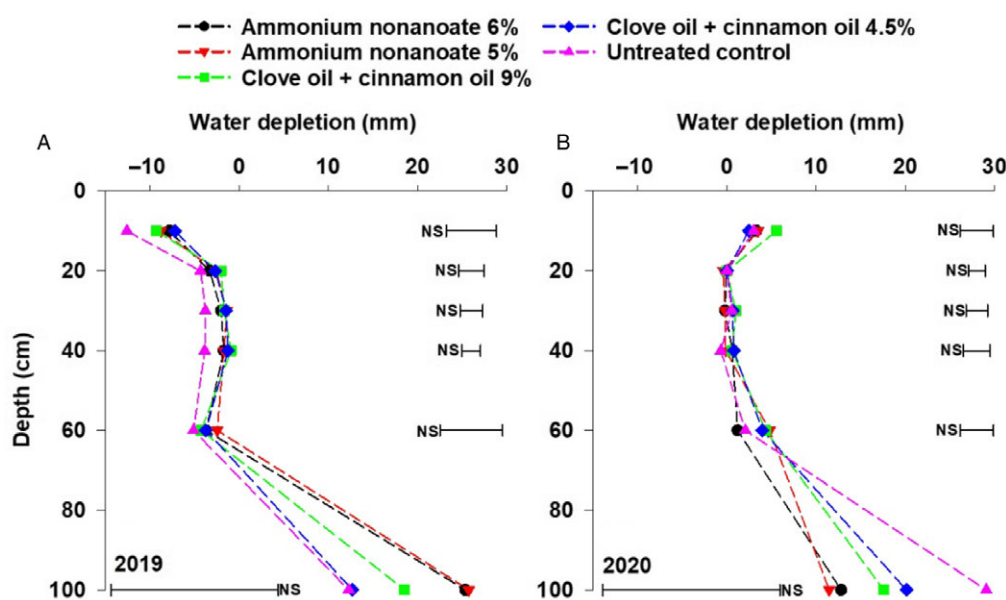 Ammonium nonanoate 6%
Ammonium nonanoate 5%
Clove oil + cinnamon oil 9%
Clove oil + cinnamon oil 4.5%
Untreated control
A
Water depletion (mm)
–10 0 10 20 30
Depth (cm)
0
20
40
60
80
100
NS
NS
NS
NS
NS
NS
2019
B
Water depletion (mm)
–10 0 10 20 30
0
20
40
60
80
100
NS
NS
NS
NS
NS
NS
2020